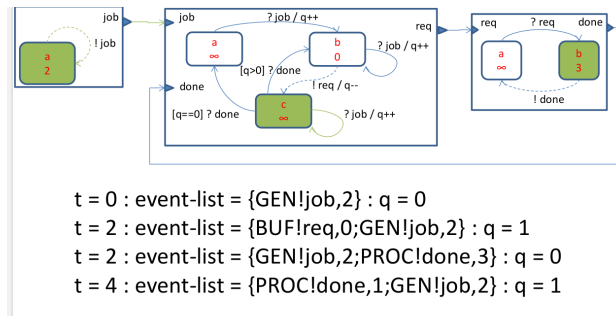 job
! job
a
2
job
? job / q++
req
a
∞
b
0
? job / q++
[q>0] ? done
! req / q--
done
[q==0] ? done
c
∞
? job / q++
req
? req
done
a
∞
b
3
! done
t = 0 : event-list = {GEN!job,2} : q = 0
t = 2 : event-list = {BUF!req,0;GEN!job,2} : q = 1
t = 2 : event-list = {GEN!job,2;PROC!done,3} : q = 0
t = 4 : event-list = {PROC!done,1;GEN!job,2} : q = 1